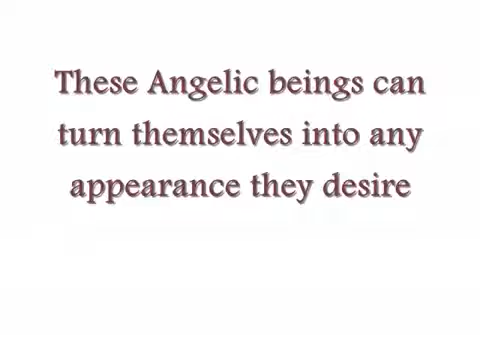 These Angelic beings can
turn themselves into any
appearance they desire